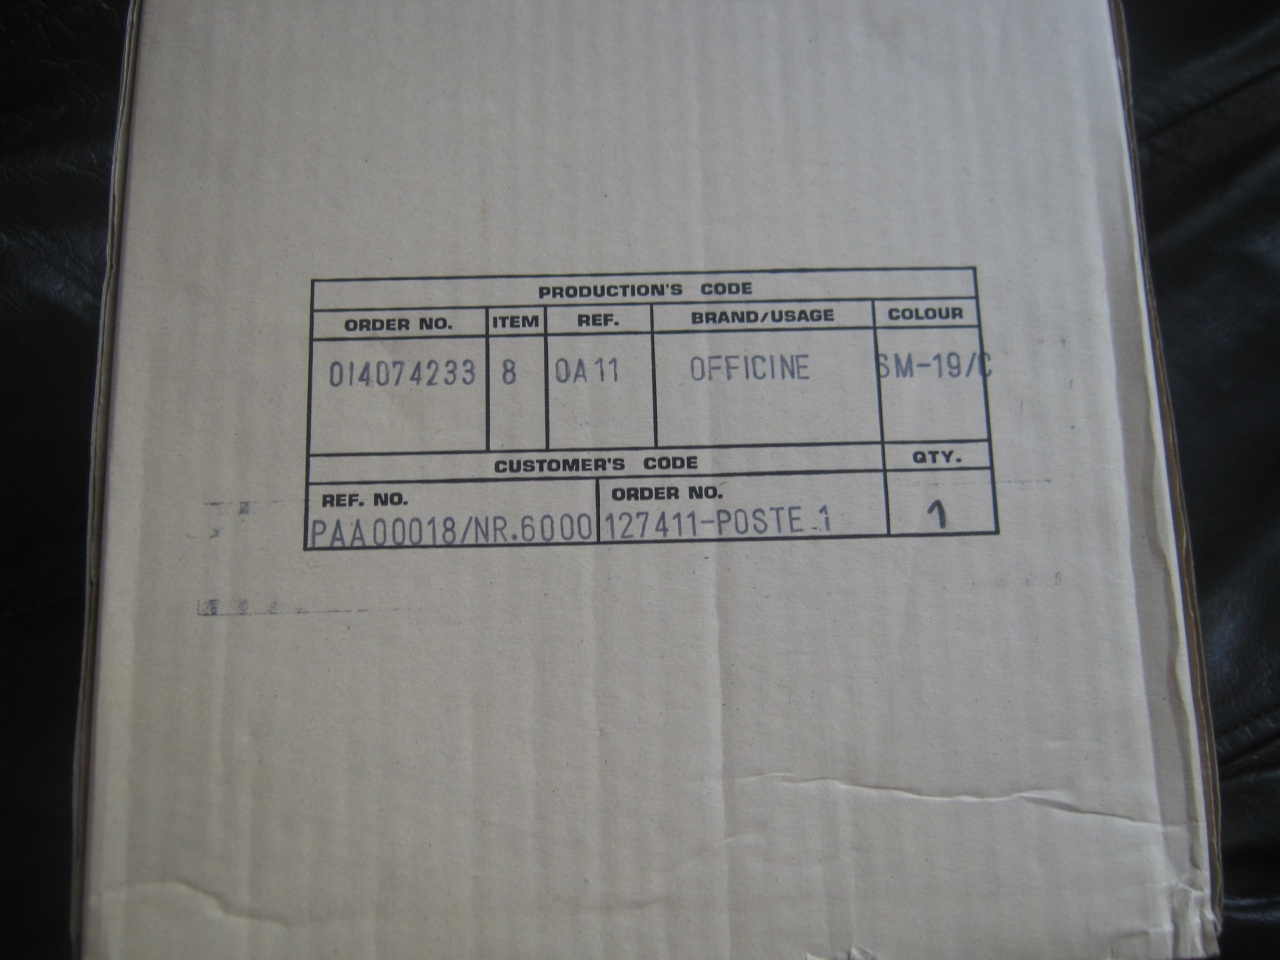 PRODUCTION'S CODE
ORDER NO. ITEM REF. BRAND/USAGE COLOUR
014074233 8 0A11 OFFICINE SM-19/C
CUSTOMER'S CODE QTY.
REF. NO. ORDER NO.
PAA00018/NR.6000 127411-POSTE 1 1